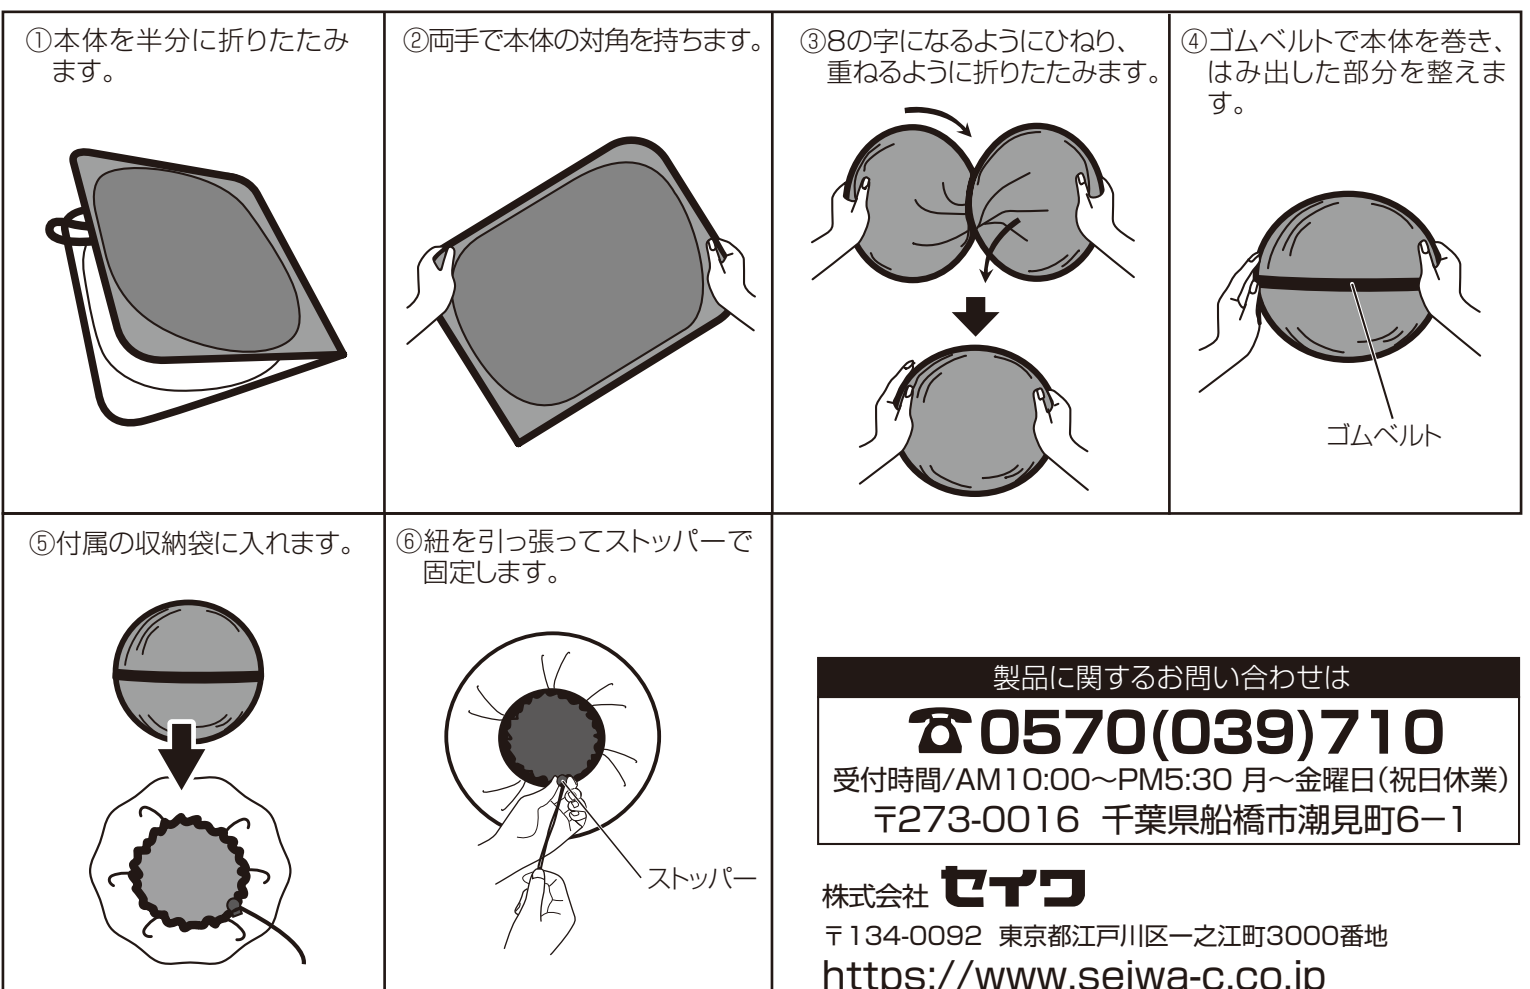 ①本体を半分に折りたたみ
ます。
②両手で本体の対角を持ちます。
③8の字になるようにひねり、
重ねるように折りたたみます。
④ゴムベルトで本体を巻き、
はみ出した部分を整えま
す。
ゴムベルト
⑤付属の収納袋に入れます。
⑥紐を引っ張ってストッパーで
固定します。
ストッパー
製品に関するお問い合わせは
☎0570(039)710
受付時間/AM10:00〜PM5:30 月〜金曜日(祝日休業)
〒273-0016 千葉県船橋市潮見町6−1
株式会社 セイワ
〒134-0092 東京都江戸川区一之江町3000番地
https://www.seiwa-c.co.jp